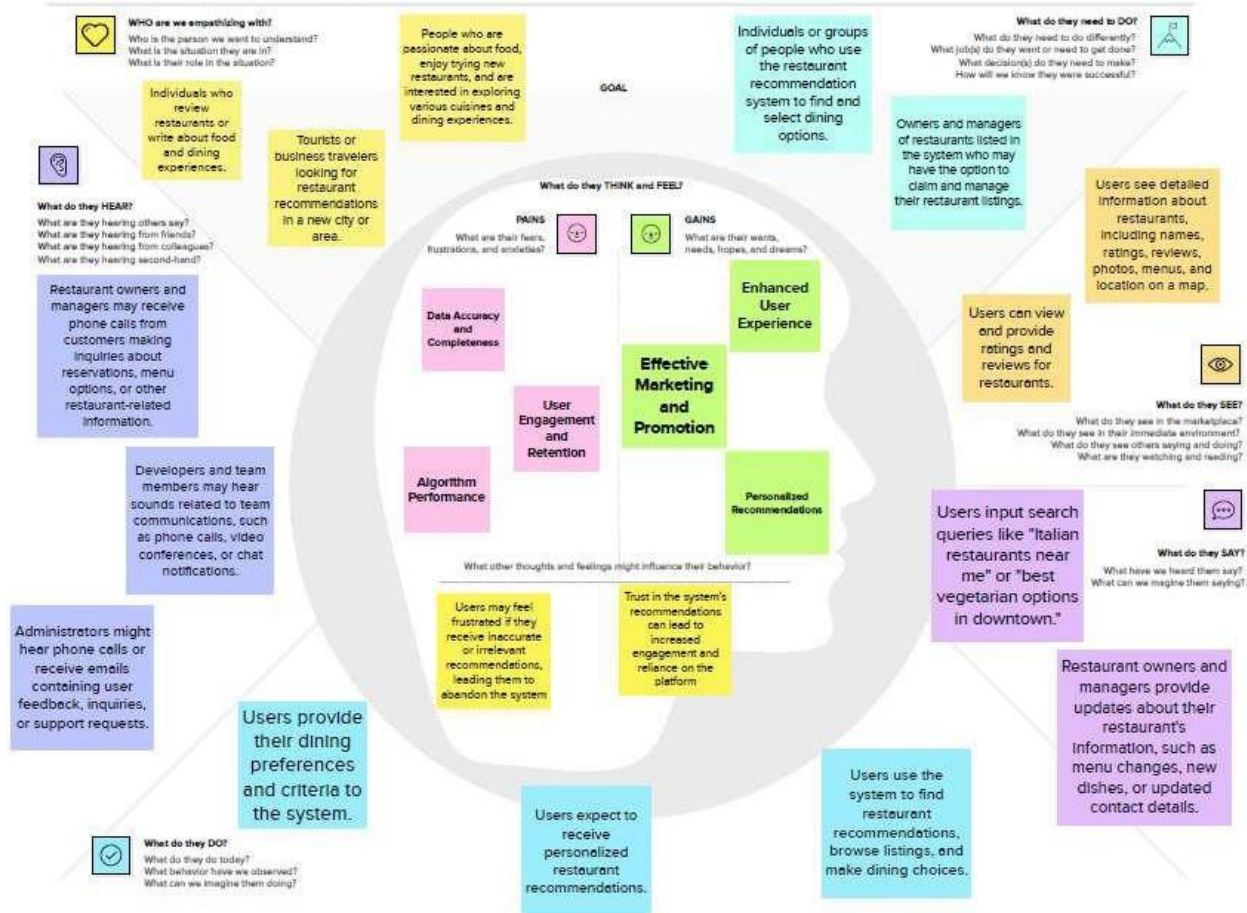 WHO are we empathizing with?
Who is the person we want to understand?
What is the situation they are in?
What is their role in the situation?
Individuals who
review
restaurants or
write about food
and dining
experiences.
Tourists or
business travelers
looking for
restaurant
recommendations
in a new city or
area.
People who are
passionate about food,
enjoy trying new
restaurants, and are
interested in exploring
various cuisines and
dining experiences.
GOAL
Individuals or groups
of people who use
the restaurant
recommendation
system to find and
select dining
options.
What do they need to DO?
What do they need to do differently?
What job(s) do they want or need to get done?
What decision(s) do they need to make?
How will we know they were successful?
Owners and managers
of restaurants listed in
the system who may
have the option to
claim and manage
their restaurant listings.
Users see detailed
information about
restaurants,
including names,
ratings, reviews,
photos, menus, and
location on a map.
Users can view
and provide
ratings and
reviews for
restaurants.
What do they SEE?
What do they see in the marketplace?
What do they see in their immediate environment?
What do they see others saying and doing?
What are they watching and reading?
What do they HEAR?
What are they hearing others say?
What are they hearing from friends?
What are they hearing from colleagues?
What are they hearing second-hand?
Restaurant owners and
managers may receive
phone calls from
customers making
inquiries about
reservations, menu
options, or other
restaurant-related
information.
Developers and team
members may hear
sounds related to team
communications, such
as phone calls, video
conferences, or chat
notifications.
Administrators might
hear phone calls or
receive emails
containing user
feedback, inquiries,
or support requests.
What do they THINK and FEEL?
PAINS
What are their fears,
frustrations, and anxieties?
Data Accuracy
and
Completeness
User
Engagement
and
Retention
Algorithm
Performance
GAINS
What are their wants,
needs, hopes, and dreams?
Enhanced
User
Experience
Effective
Marketing
and
Promotion
Personalized
Recommendations
What other thoughts and feelings might influence their behavior?
Users may feel
frustrated if they
receive inaccurate
or irrelevant
recommendations,
leading them to
abandon the system
Trust in the system's
recommendations
can lead to
increased
engagement and
reliance on the
platform
Users input search
queries like "Italian
restaurants near
me" or "best
vegetarian options
in downtown."
What do they SAY?
What have we heard them say?
What can we imagine them saying?
Restaurant owners and
managers provide
updates about their
restaurant's
information, such as
menu changes, new
dishes, or updated
contact details.
Users provide
their dining
preferences
and criteria to
the system.
What do they DO?
What do they do today?
What behavior have we observed?
What can we imagine them doing?
Users expect to
receive
personalized
restaurant
recommendations.
Users use the
system to find
restaurant
recommendations,
browse listings, and
make dining choices.